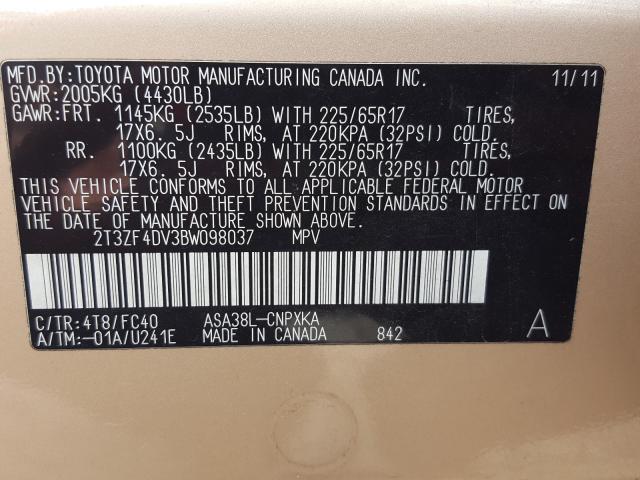 MFD.BY:TOYOTA MOTOR MANUFACTURING CANADA INC. 11/11
GVWR:2005KG (4430LB)
GAWR:FRT. 1145KG (2535LB) WITH 225/65R17 TIRES,
17X6.5J RIMS, AT 220KPA (32PSI) COLD.
RR. 1100KG (2435LB) WITH 225/65R17 TIRES,
17X6.5J RIMS, AT 220KPA (32PSI) COLD.
THIS VEHICLE CONFORMS TO ALL APPLICABLE FEDERAL MOTOR
VEHICLE SAFETY AND THEFT PREVENTION STANDARDS IN EFFECT ON
THE DATE OF MANUFACTURE SHOWN ABOVE.
2T3ZF4DV3BW098037 MPV
C/TR:4T8/FC40 ASA38L-CNPXKA
A/TM:-01A/U241E MADE IN CANADA 842 A